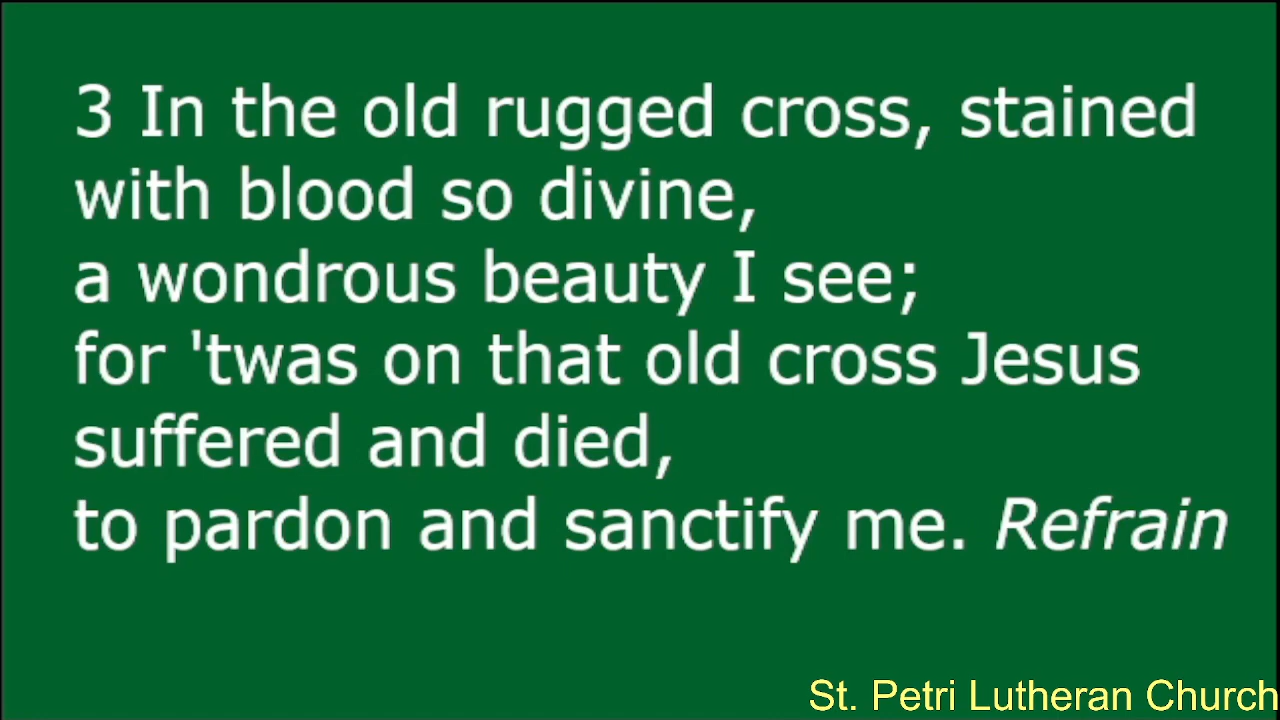 3 In the old rugged cross, stained
with blood so divine,
a wondrous beauty I see;
for 'twas on that old cross Jesus
suffered and died,
to pardon and sanctify me. Refrain
St. Petri Lutheran Church